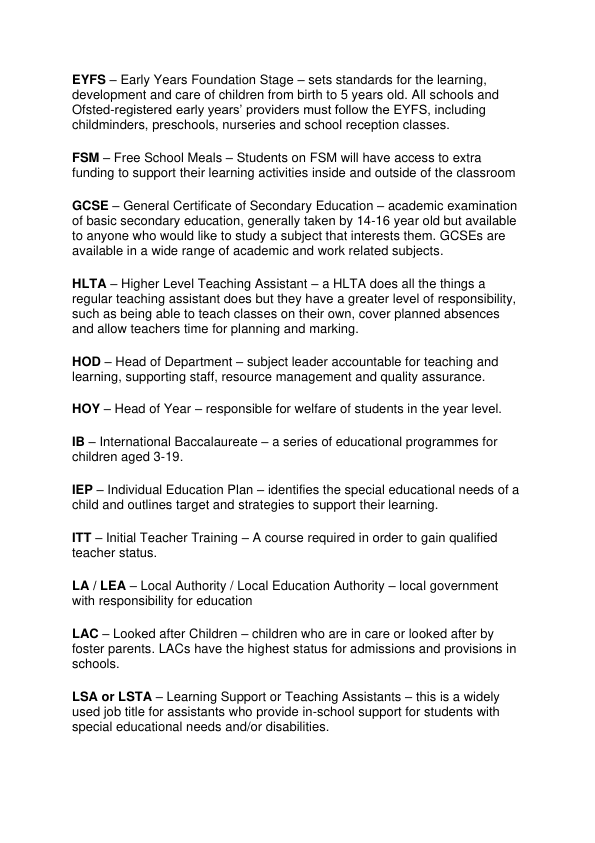 EYFS – Early Years Foundation Stage – sets standards for the learning,
development and care of children from birth to 5 years old. All schools and
Ofsted-registered early years’ providers must follow the EYFS, including
childminders, preschools, nurseries and school reception classes.
FSM – Free School Meals – Students on FSM will have access to extra
funding to support their learning activities inside and outside of the classroom
GCSE – General Certificate of Secondary Education – academic examination
of basic secondary education, generally taken by 14-16 year old but available
to anyone who would like to study a subject that interests them. GCSEs are
available in a wide range of academic and work related subjects.
HLTA – Higher Level Teaching Assistant – a HLTA does all the things a
regular teaching assistant does but they have a greater level of responsibility,
such as being able to teach classes on their own, cover planned absences
and allow teachers time for planning and marking.
HOD – Head of Department – subject leader accountable for teaching and
learning, supporting staff, resource management and quality assurance.
HOY – Head of Year – responsible for welfare of students in the year level.
IB – International Baccalaureate – a series of educational programmes for
children aged 3-19.
IEP – Individual Education Plan – identifies the special educational needs of a
child and outlines target and strategies to support their learning.
ITT – Initial Teacher Training – A course required in order to gain qualified
teacher status.
LA / LEA – Local Authority / Local Education Authority – local government
with responsibility for education
LAC – Looked after Children – children who are in care or looked after by
foster parents. LACs have the highest status for admissions and provisions in
schools.
LSA or LSTA – Learning Support or Teaching Assistants – this is a widely
used job title for assistants who provide in-school support for students with
special educational needs and/or disabilities.